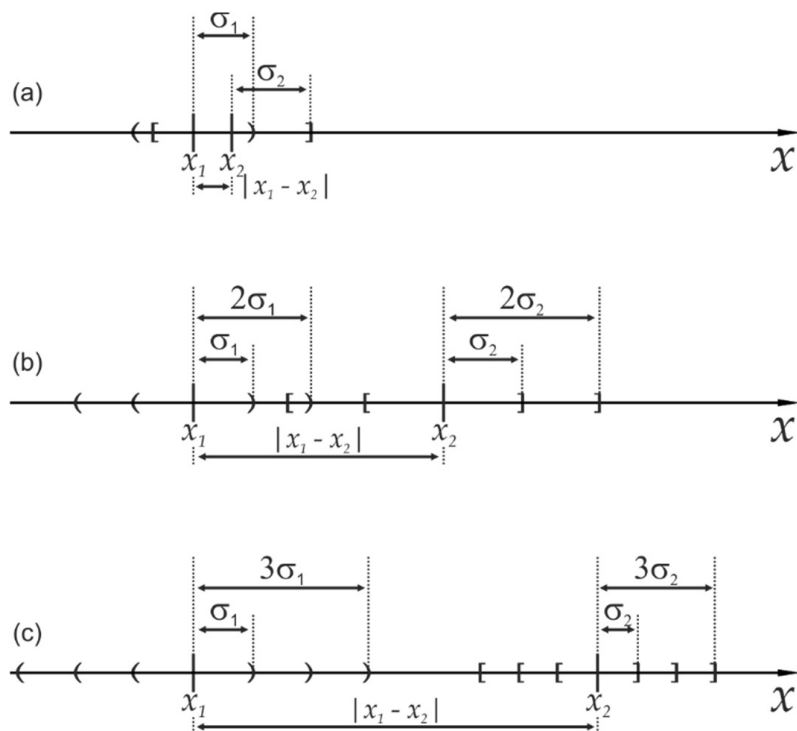 σ₁
σ₂
(a)
( [ ) ]
x₁ x₂ x
|x₁ - x₂|
2σ₁ 2σ₂
σ₁ σ₂
(b)
( ( ) [ ) [ ] ]
x₁ x₂ x
|x₁ - x₂|
3σ₁ 3σ₂
σ₁ σ₂
(c)
( ( ( ) ) ) [ [ [ ] ] ]
x₁ x₂ x
|x₁ - x₂|